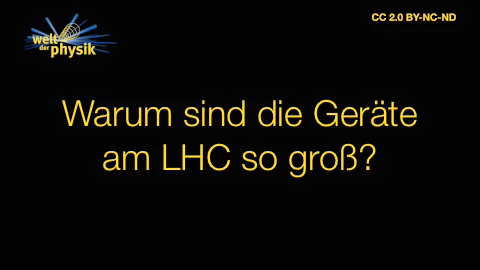 CC 2.0 BY-NC-ND
welt
der physik
Warum sind die Geräte
am LHC so groß?